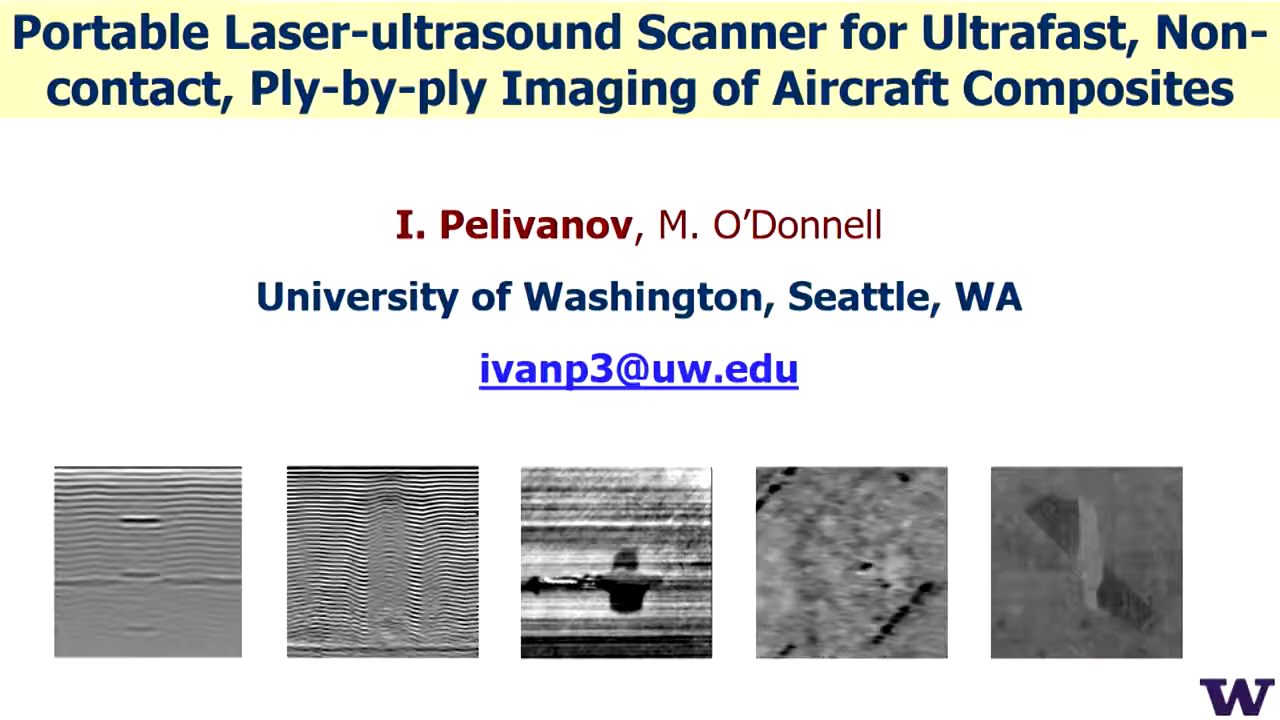 Portable Laser-ultrasound Scanner for Ultrafast, Non-
contact, Ply-by-ply Imaging of Aircraft Composites
I. Pelivanov, M. O’Donnell
University of Washington, Seattle, WA
ivanp3@uw.edu
W